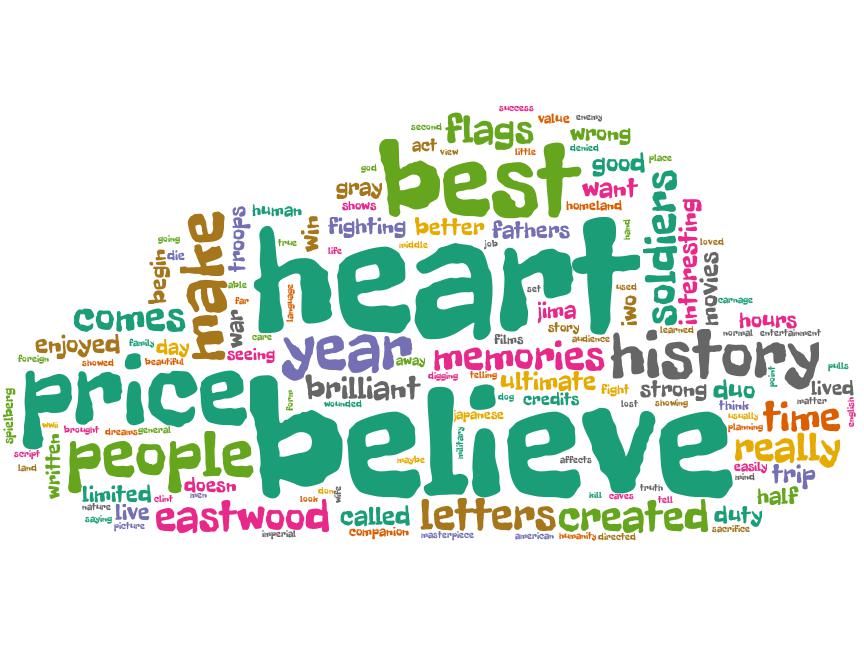 success
second flags value enemy
act view little denied wrong
god best good place
gray want
shows homeland
human troops win fighting better fathers hand soldiers interesting
going die make true heart middle job loved
begin able far life language set used iwo movies
comes war jima carnage
story learned hours
enjoyed family day care year films audience history normal entertainment
foreign showed beautiful seeing away memories
price digging telling ultimate point pulls
form brilliant dog credits fight strong duo lived
wounded believe lost showing think matter
spielberg japanese usually time english
wwii brought dreams general planning
script people military maybe affects really
land written easily mind trip
limited clint doesn men don wife kill caves truth tell half
nature look
saying live eastwood called letters created duty
picture imperial companion masterpiece american humanity directed sacrifice